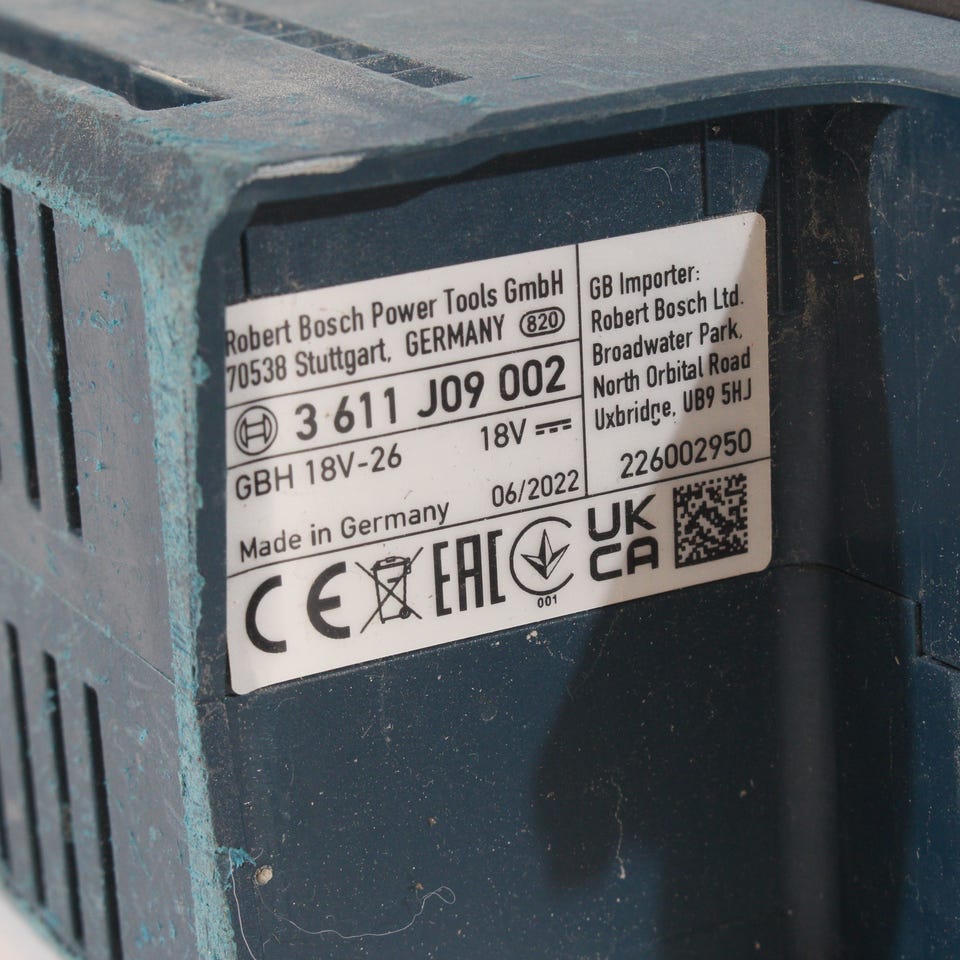 Robert Bosch Power Tools GmbH
70538 Stuttgart, GERMANY 820
3 611 J09 002
GBH 18V-26 18V
Made in Germany 06/2022
GB Importer:
Robert Bosch Ltd.
Broadwater Park,
North Orbital Road
Uxbridge, UB9 5HJ
226002950
CE EAC 001 UK
CA